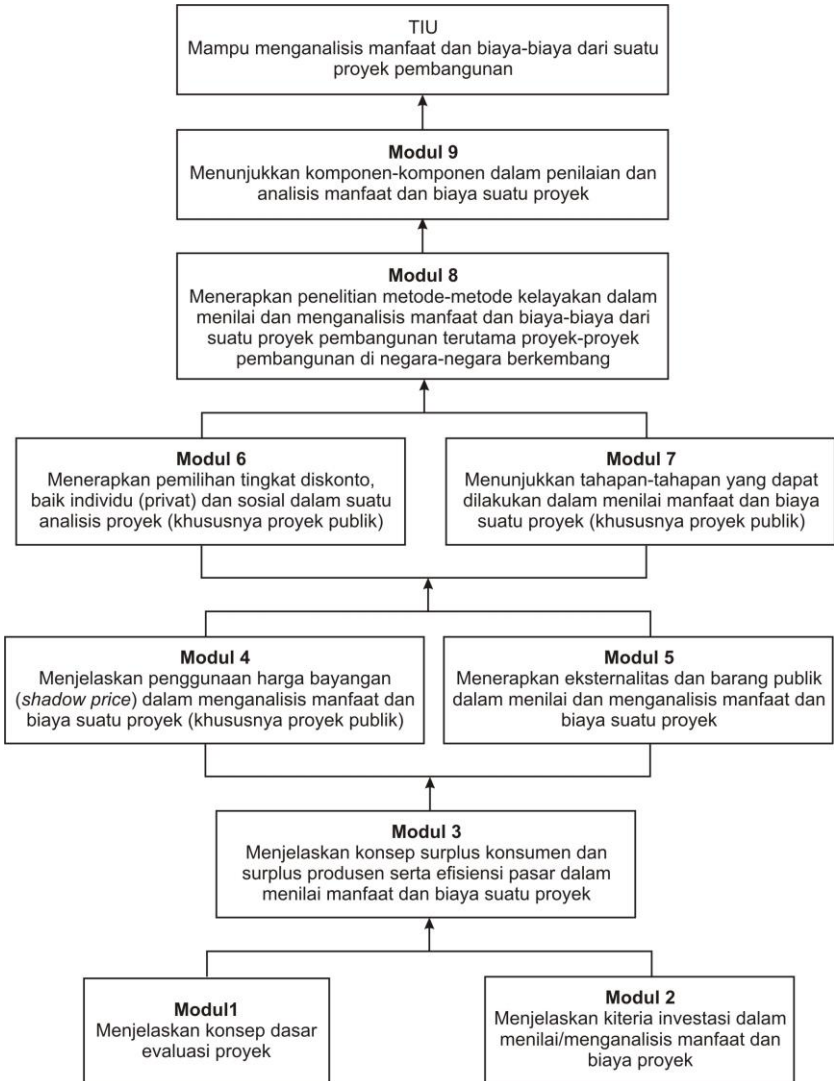 TIU
Mampu menganalisis manfaat dan biaya-biaya dari suatu
proyek pembangunan
Modul 9
Menunjukkan komponen-komponen dalam penilaian dan
analisis manfaat dan biaya suatu proyek
Modul 8
Menerapkan penelitian metode-metode kelayakan dalam
menilai dan menganalisis manfaat dan biaya-biaya dari
suatu proyek pembangunan terutama proyek-proyek
pembangunan di negara-negara berkembang
Modul 6
Menerapkan pemilihan tingkat diskonto,
baik individu (privat) dan sosial dalam suatu
analisis proyek (khususnya proyek publik)
Modul 7
Menunjukkan tahapan-tahapan yang dapat
dilakukan dalam menilai manfaat dan biaya
suatu proyek (khususnya proyek publik)
Modul 4
Menjelaskan penggunaan harga bayangan
(shadow price) dalam menganalisis manfaat dan
biaya suatu proyek (khususnya proyek publik)
Modul 5
Menerapkan eksternalitas dan barang publik
dalam menilai dan menganalisis manfaat dan
biaya suatu proyek
Modul 3
Menjelaskan konsep surplus konsumen dan
surplus produsen serta efisiensi pasar dalam
menilai manfaat dan biaya suatu proyek
Modul1
Menjelaskan konsep dasar
evaluasi proyek
Modul 2
Menjelaskan kiteria investasi dalam
menilai/menganalisis manfaat dan
biaya proyek